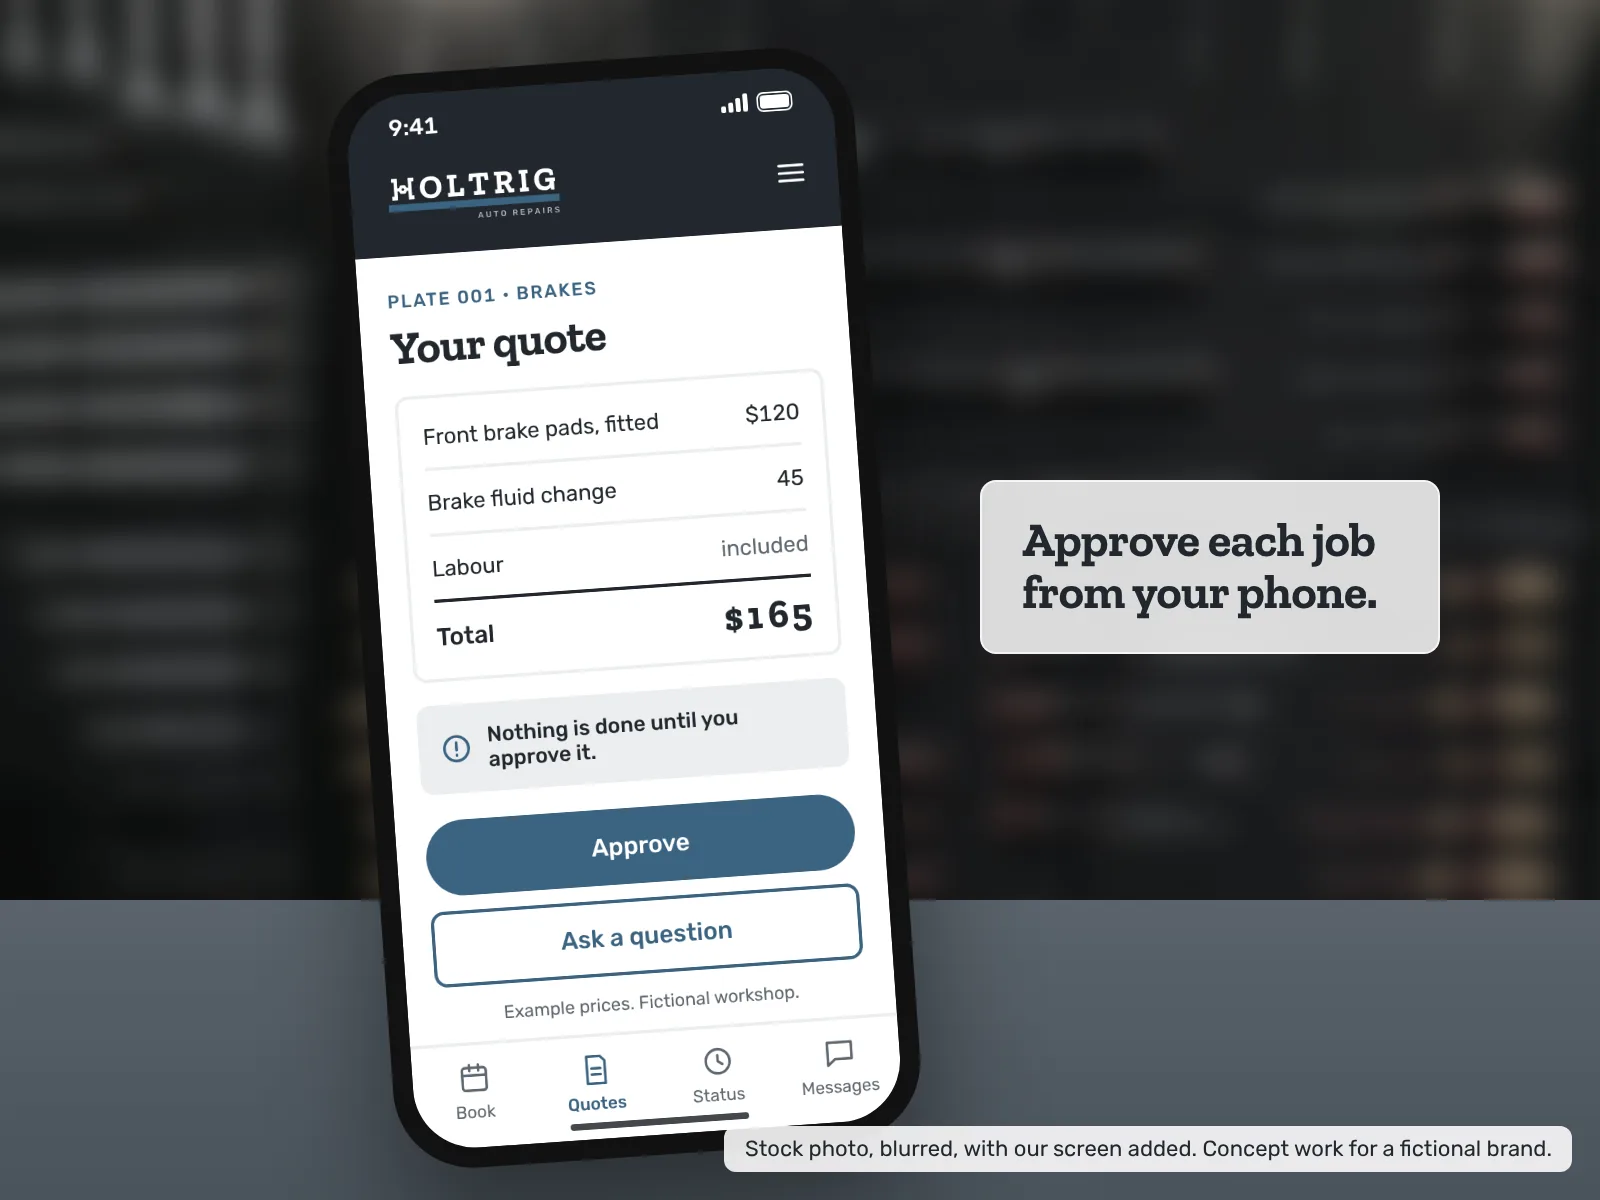 9:41
HOLTRIG
AUTO REPAIRS
PLATE 001 • BRAKES
Your quote
Front brake pads, fitted $120
Brake fluid change 45
Labour included
Total $165
Nothing is done until you
approve it.
Approve
Ask a question
Example prices. Fictional workshop.
Book Quotes Status Messages
Approve each job
from your phone.
Stock photo, blurred, with our screen added. Concept work for a fictional brand.